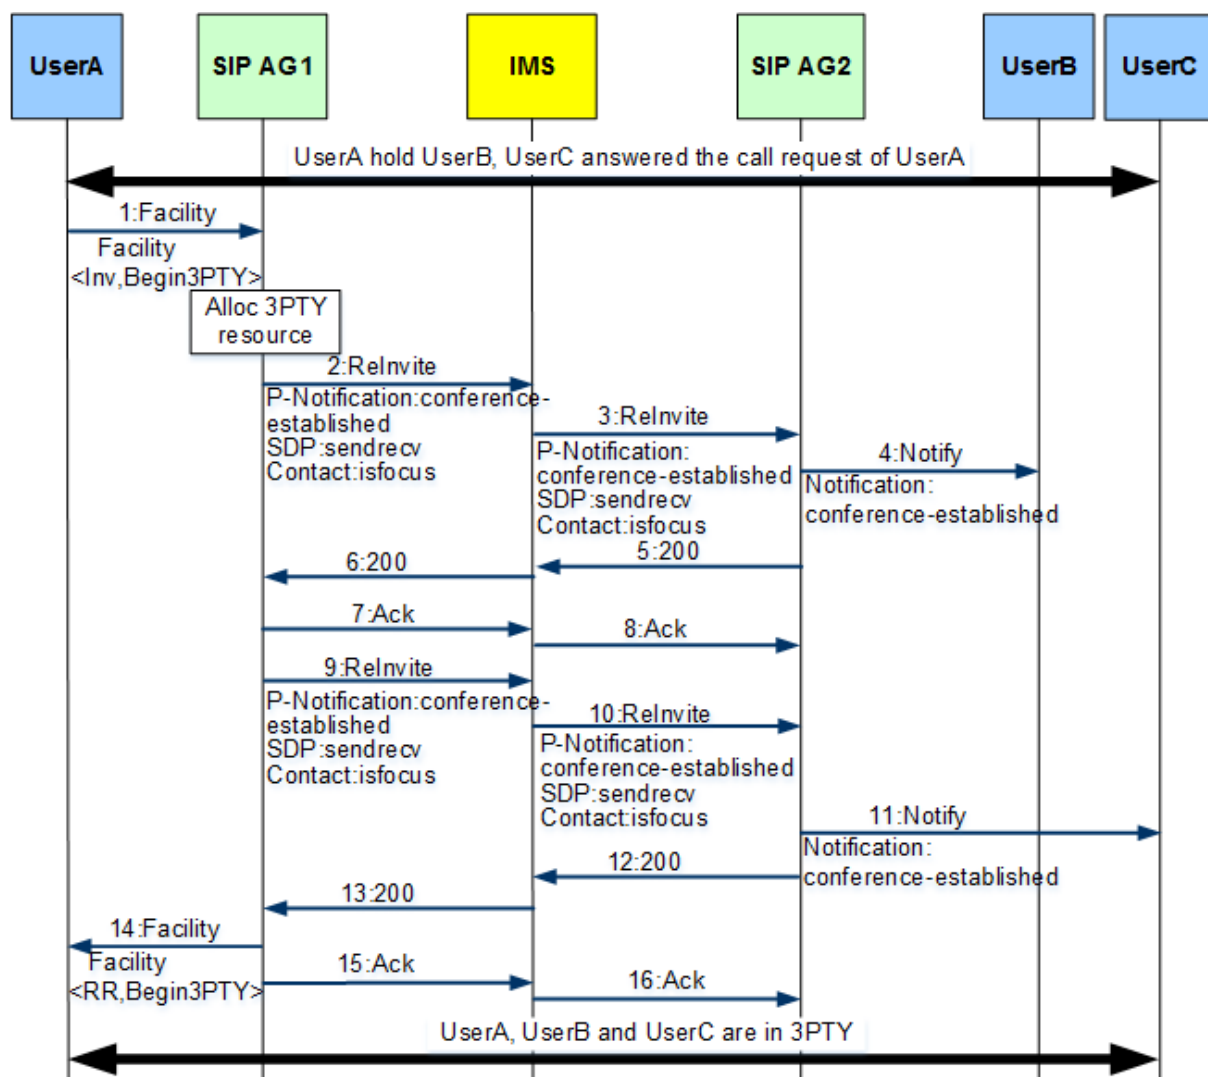 UserA
SIP AG1
IMS
SIP AG2
UserB
UserC
UserA hold UserB, UserC answered the call request of UserA
1:Facility
Facility
<Inv,Begin3PTY>
Alloc 3PTY
resource
2:ReInvite
P-Notification:conference-
established
SDP:sendrecv
Contact:isfocus
3:ReInvite
P-Notification:
conference-established
SDP:sendrecv
Contact:isfocus
4:Notify
Notification:
conference-established
5:200
6:200
7:Ack
8:Ack
9:ReInvite
P-Notification:conference-
established
SDP:sendrecv
Contact:isfocus
10:ReInvite
P-Notification:
conference-established
SDP:sendrecv
Contact:isfocus
11:Notify
Notification:
conference-established
12:200
13:200
14:Facility
Facility
<RR,Begin3PTY>
15:Ack
16:Ack
UserA, UserB and UserC are in 3PTY